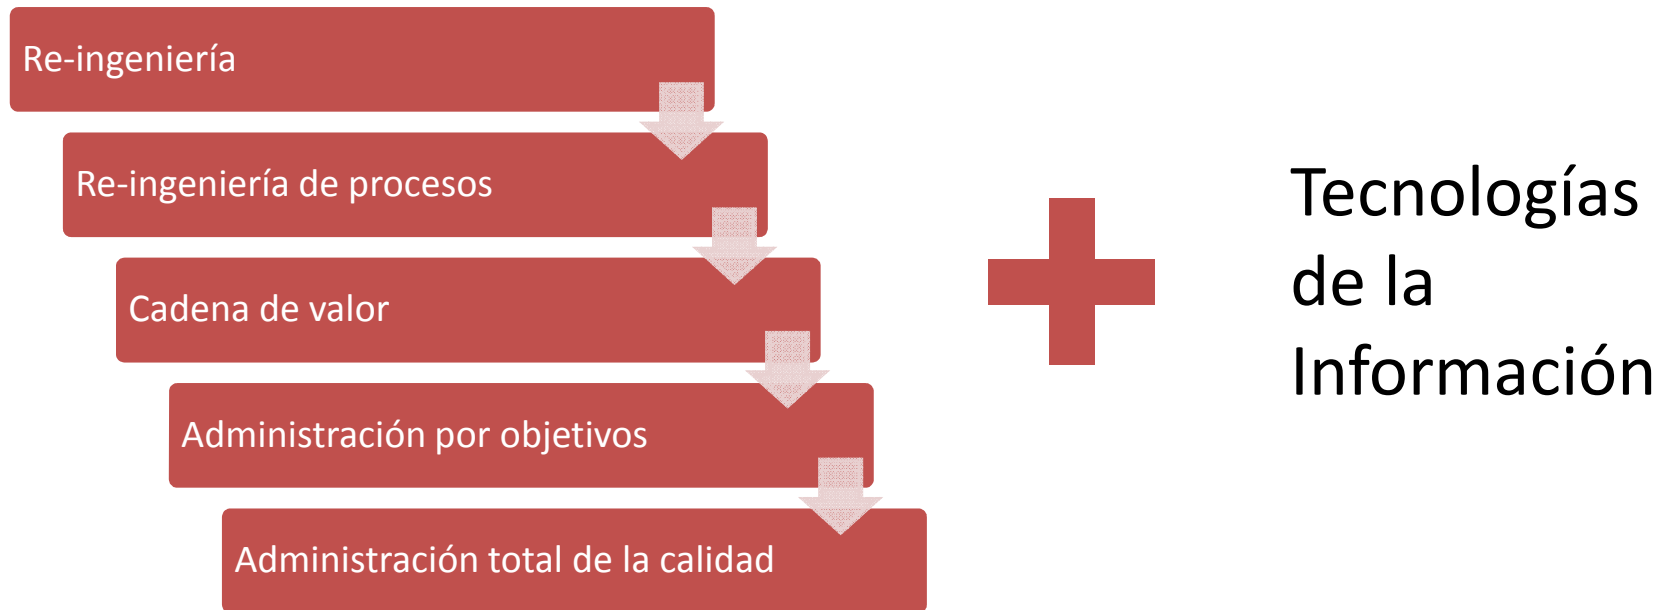 Re-ingeniería
Re-ingeniería de procesos
Cadena de valor
Administración por objetivos
Administración total de la calidad
Tecnologías
de la
Información